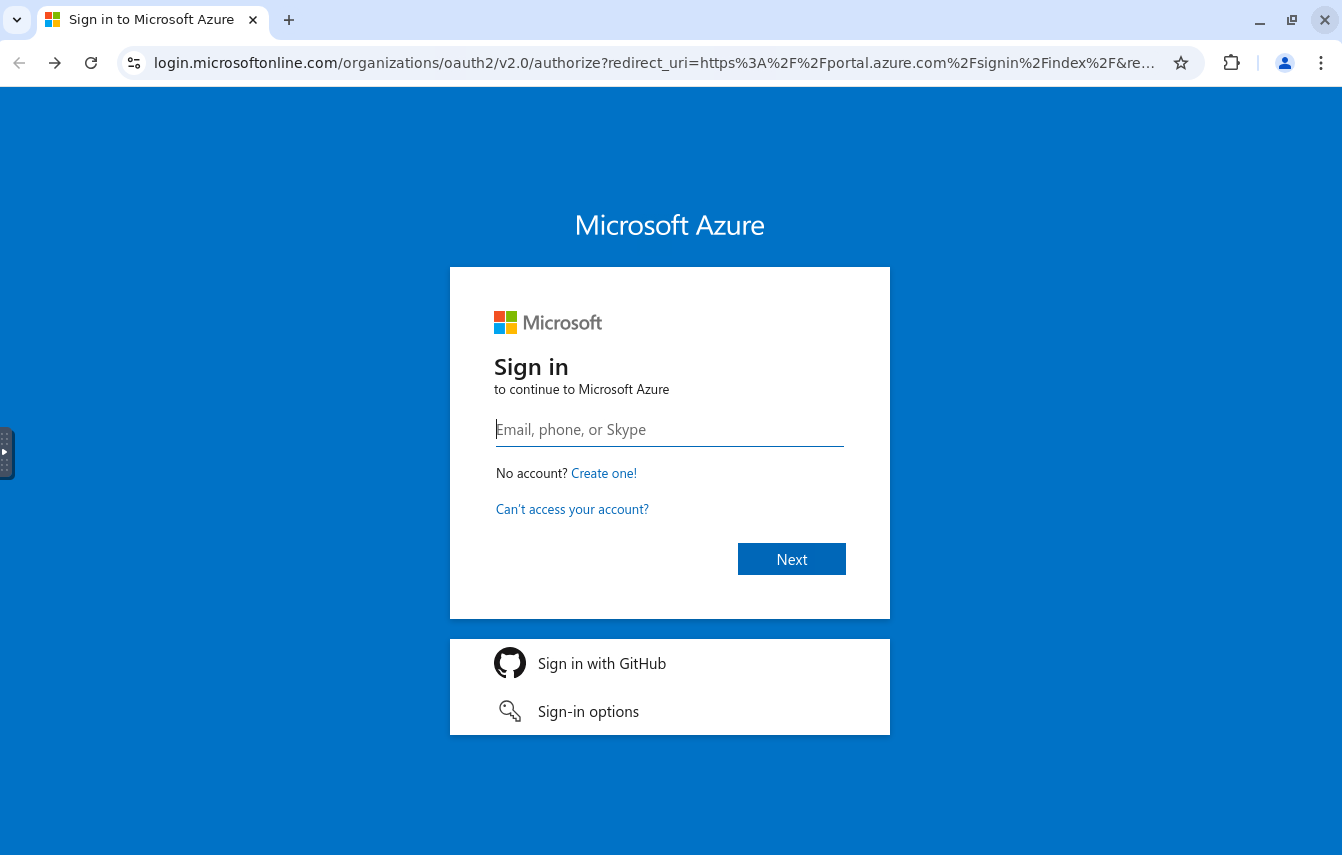 Sign in to Microsoft Azure
login.microsoftonline.com/organizations/oauth2/v2.0/authorize?redirect_uri=https%3A%2F%2Fportal.azure.com%2Fsignin%2Findex%2F&re...
Microsoft Azure
Microsoft
Sign in
to continue to Microsoft Azure
Email, phone, or Skype
No account? Create one!
Can't access your account?
Next
Sign in with GitHub
Sign-in options